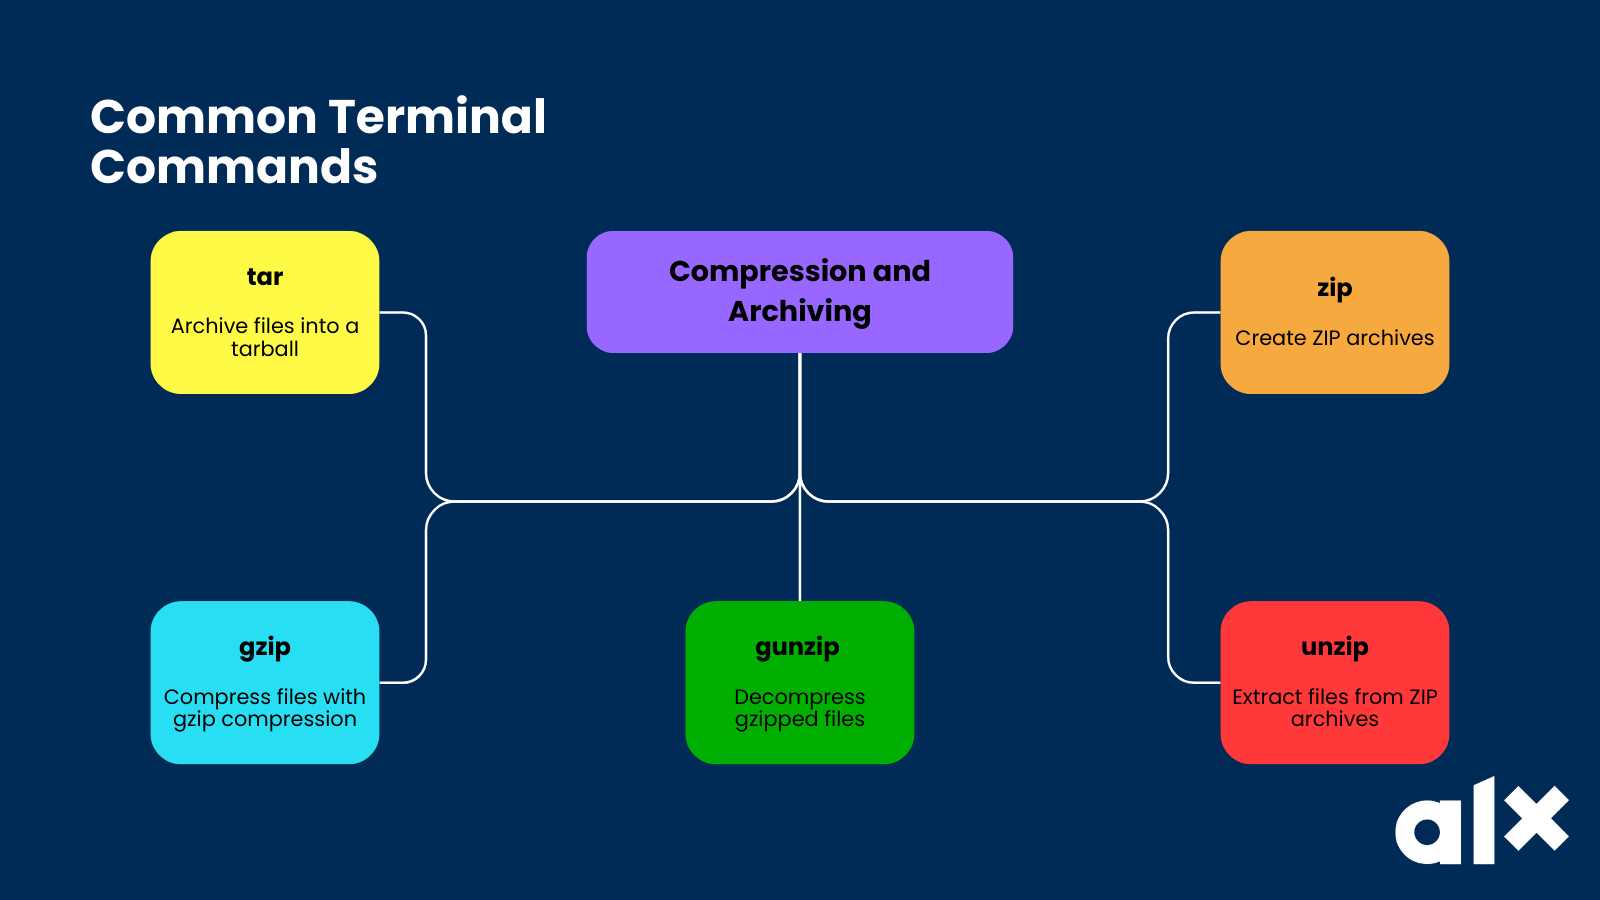 Common Terminal
Commands
tar
Archive files into a
tarball
Compression and
Archiving
zip
Create ZIP archives
gzip
Compress files with
gzip compression
gunzip
Decompress
gzipped files
unzip
Extract files from ZIP
archives
alx